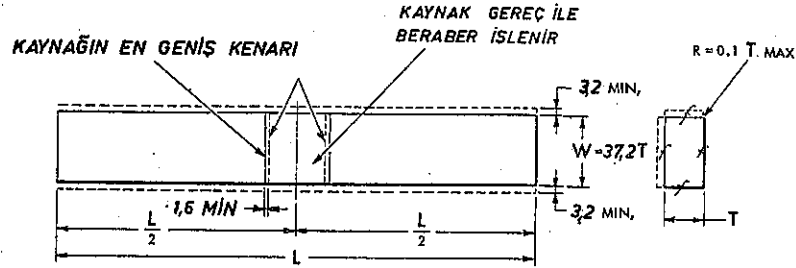 KAYNAK GEREÇ İLE
BERABER İSLENİR
KAYNAĞIN EN GENİŞ KENARI
R=0,1 T. MAX
3,2 MIN,
W=37,2T
1,6 MİN
3,2 MIN,
T
L/2
L/2
L